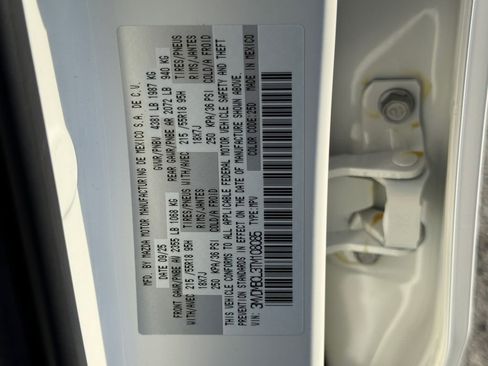 MFD. BY MAZDA MOTOR MANUFACTURING DE MEXICO S.A. DE C.V.
DATE: 09/25 GVWR/PNBV 4381 LB 1987 KG
FRONT GAWR/PNBE AV 2355 LB 1068 KG REAR GAWR/PNBE AR 2072 LB 940 KG
WITH/AVEC 215/55R18 95H TIRES/PNEUS WITH/AVEC 215/55R18 95H TIRES/PNEUS
18X7J RIMS/JANTES 18X7J RIMS/JANTES
250 KPA/36 PSI COLD/A FROID 250 KPA/36 PSI COLD/A FROID
THIS VEHICLE CONFORMS TO ALL APPLICABLE FEDERAL MOTOR VEHICLE SAFETY AND THEFT
PREVENTION STANDARDS IN EFFECT ON THE DATE OF MANUFACTURE SHOWN ABOVE.
VIN: TYPE:MPV COLOR CODE: MADE IN MEXICO